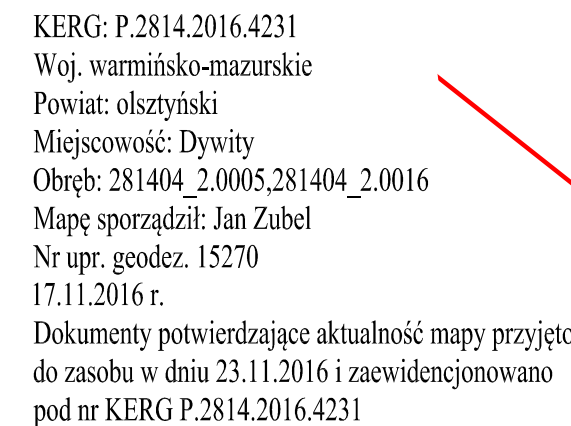 KERG: P.2814.2016.4231
Woj. warmińsko-mazurskie
Powiat: olsztyński
Miejscowość: Dywity
Obręb: 281404_2.0005,281404_2.0016
Mapę sporządził: Jan Zubel
Nr upr. geodez. 15270
17.11.2016 r.
Dokumenty potwierdzające aktualność mapy przyjęto
do zasobu w dniu 23.11.2016 i zaewidencjonowano
pod nr KERG P.2814.2016.4231